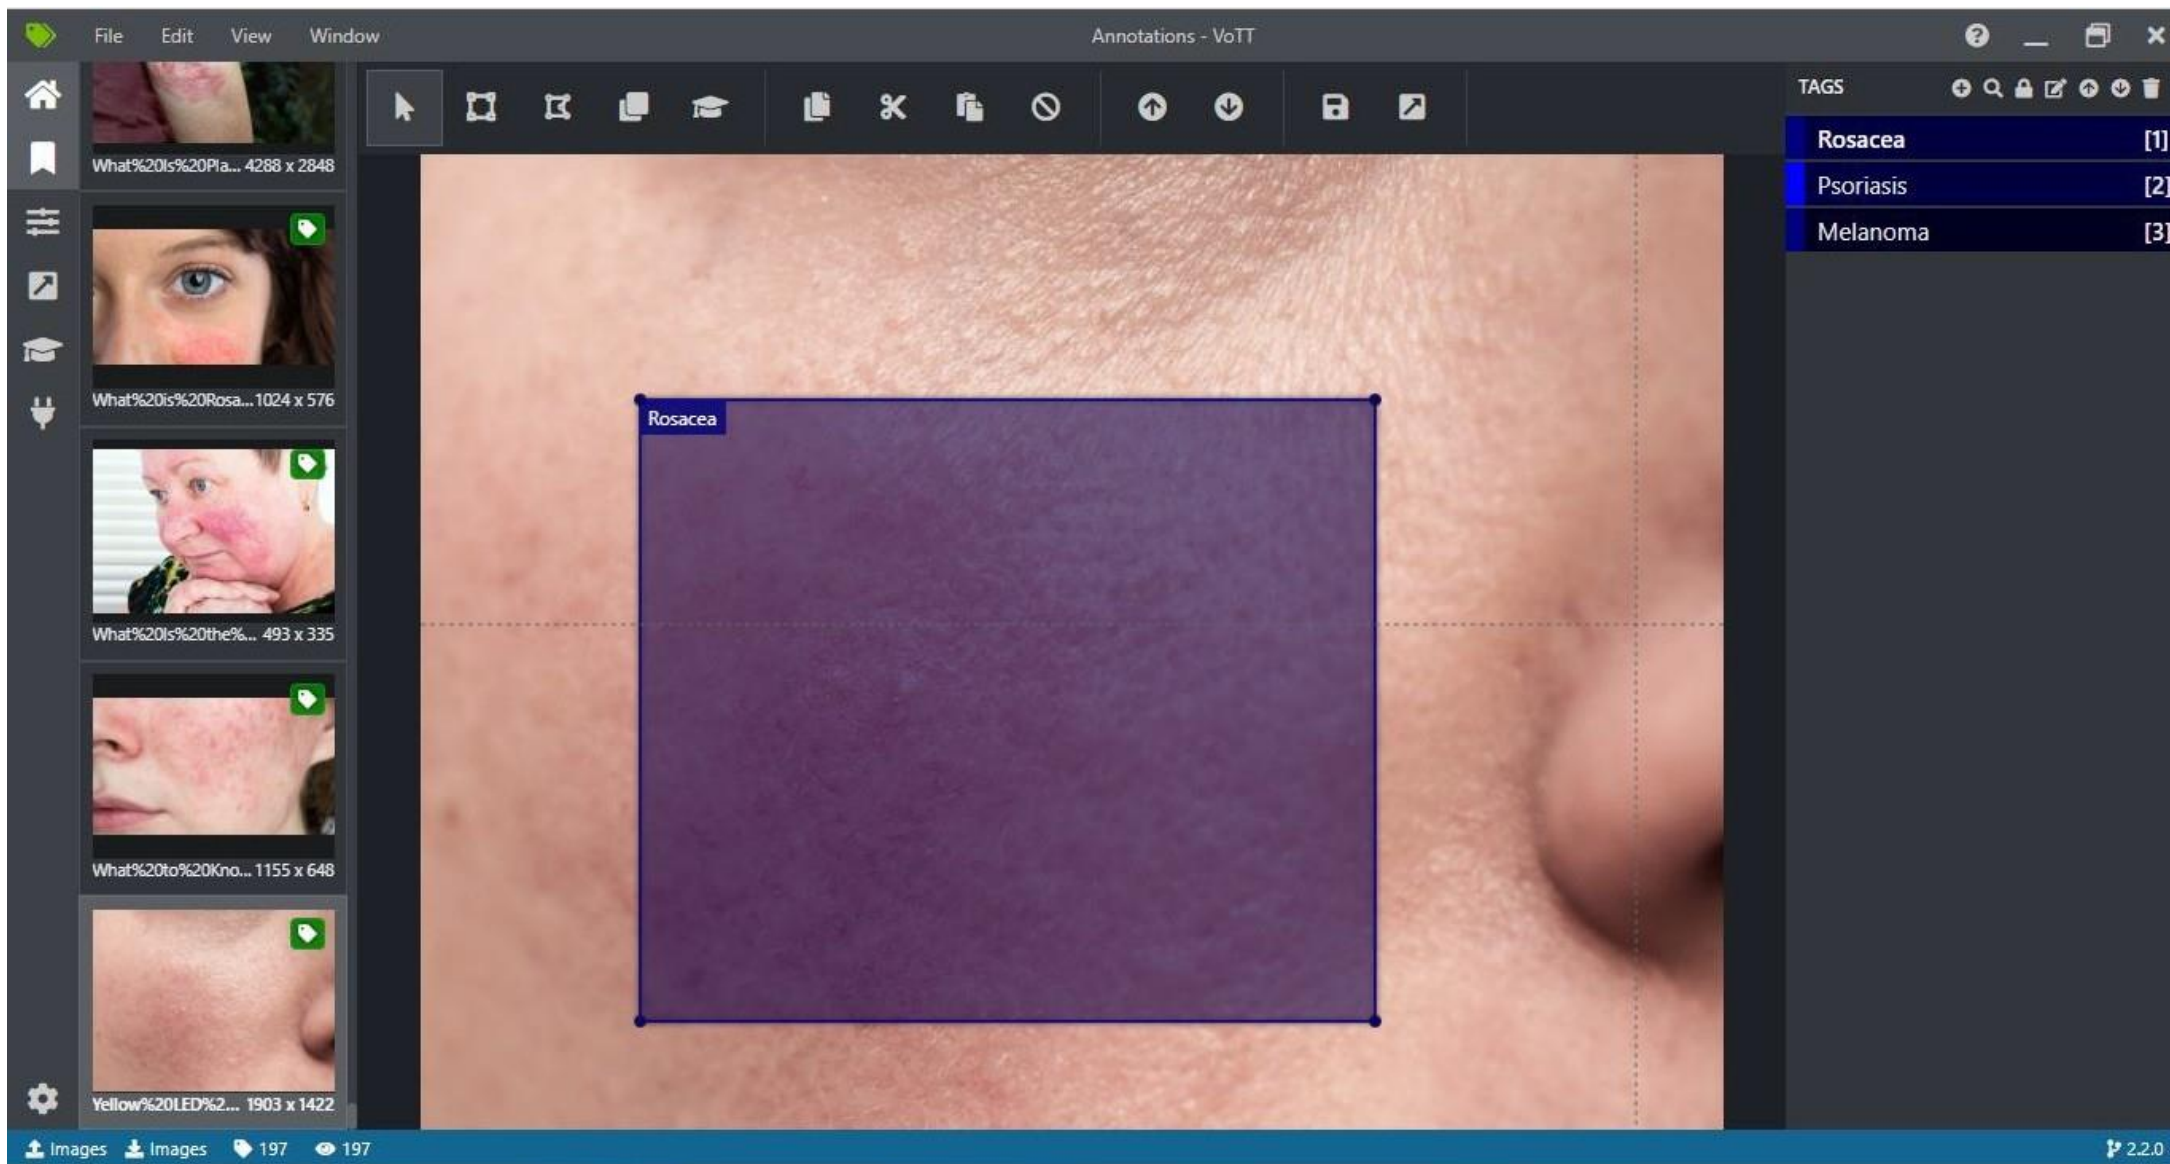 File Edit View Window Annotations - VoTT
TAGS
Rosacea [1]
Psoriasis [2]
Melanoma [3]
What%20Is%20Pla... 4288 x 2848
What%20is%20Rosa... 1024 x 576
What%20Is%20the%... 493 x 335
What%20to%20Kno... 1155 x 648
Yellow%20LED%2... 1903 x 1422
Rosacea
Images Images 197 197 2.2.0